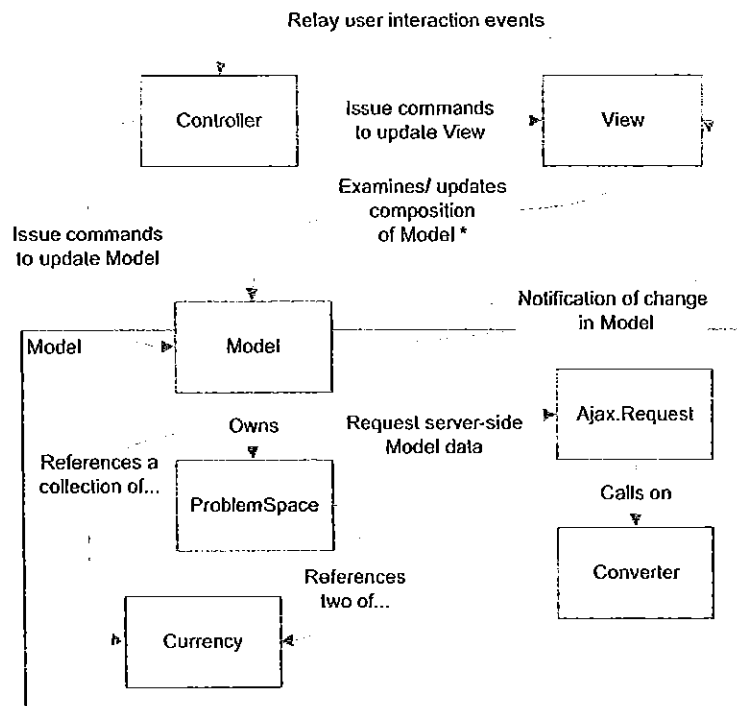 Relay user interaction events
Controller
Issue commands
to update View
View
Examines/ updates
composition
of Model *
Issue commands
to update Model
Notification of change
in Model
Model
Model
Ajax.Request
Owns
Request server-side
Model data
References a
collection of...
ProblemSpace
Calls on
Converter
References
two of...
Currency